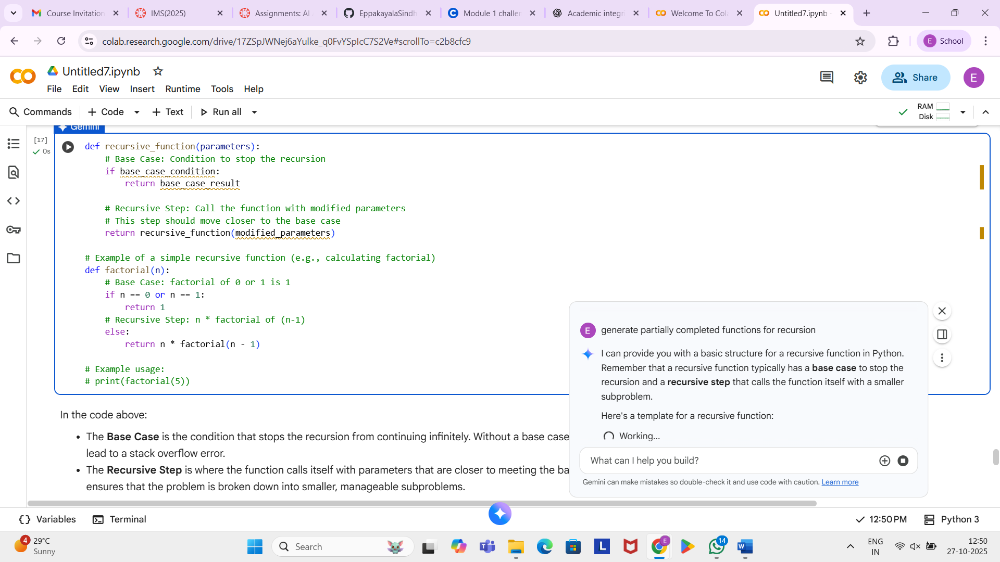 Course Invitation
IMS(2025)
Assignments: AI
EppakayalaSindh
Module 1 challen
Academic integr
Welcome To Col
Untitled7.ipynb -
colab.research.google.com/drive/17ZSpJWNej6aYulke_q0FvYSpIcC7S2Ve#scrollTo=c2b8cfc9
E School
CO Untitled7.ipynb
File Edit View Insert Runtime Tools Help
Share
E
Commands + Code + Text Run all
RAM
Disk
Gemini
[17]
0s
def recursive_function(parameters):
    # Base Case: Condition to stop the recursion
    if base_case_condition:
        return base_case_result
    # Recursive Step: Call the function with modified parameters
    # This step should move closer to the base case
    return recursive_function(modified_parameters)
# Example of a simple recursive function (e.g., calculating factorial)
def factorial(n):
    # Base Case: factorial of 0 or 1 is 1
    if n == 0 or n == 1:
        return 1
    # Recursive Step: n * factorial of (n-1)
    else:
        return n * factorial(n - 1)
# Example usage:
# print(factorial(5))
In the code above:
• The Base Case is the condition that stops the recursion from continuing infinitely. Without a base case
lead to a stack overflow error.
• The Recursive Step is where the function calls itself with parameters that are closer to meeting the ba
ensures that the problem is broken down into smaller, manageable subproblems.
E generate partially completed functions for recursion
I can provide you with a basic structure for a recursive function in Python.
Remember that a recursive function typically has a base case to stop the
recursion and a recursive step that calls the function itself with a smaller
subproblem.
Here's a template for a recursive function:
Working...
What can I help you build?
Gemini can make mistakes so double-check it and use code with caution. Learn more
{} Variables Terminal
12:50 PM Python 3
4
29°C
Sunny
Search
T
L
E
14
W
ENG
IN
12:50
27-10-2025